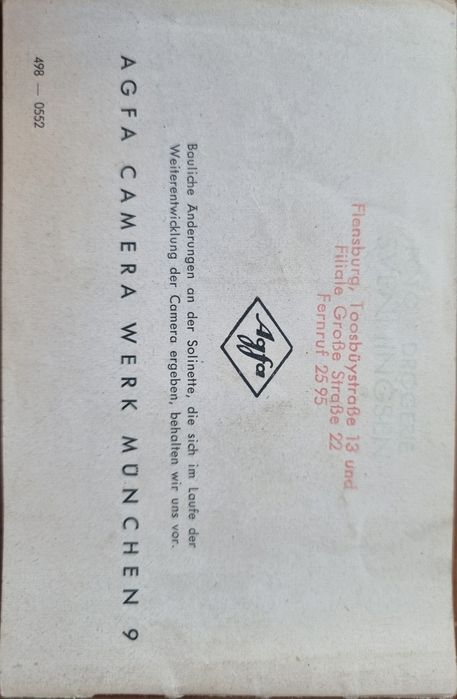 Flensburg, Toosbüystraße 13 und
Filiale Große Straße 22
Fernruf 25 95
Agfa
Bauliche Änderungen an der Solinette, die sich im Laufe der
Weiterentwicklung der Camera ergeben, behalten wir uns vor.
AGFA CAMERA WERK MÜNCHEN 9
498 — 0552